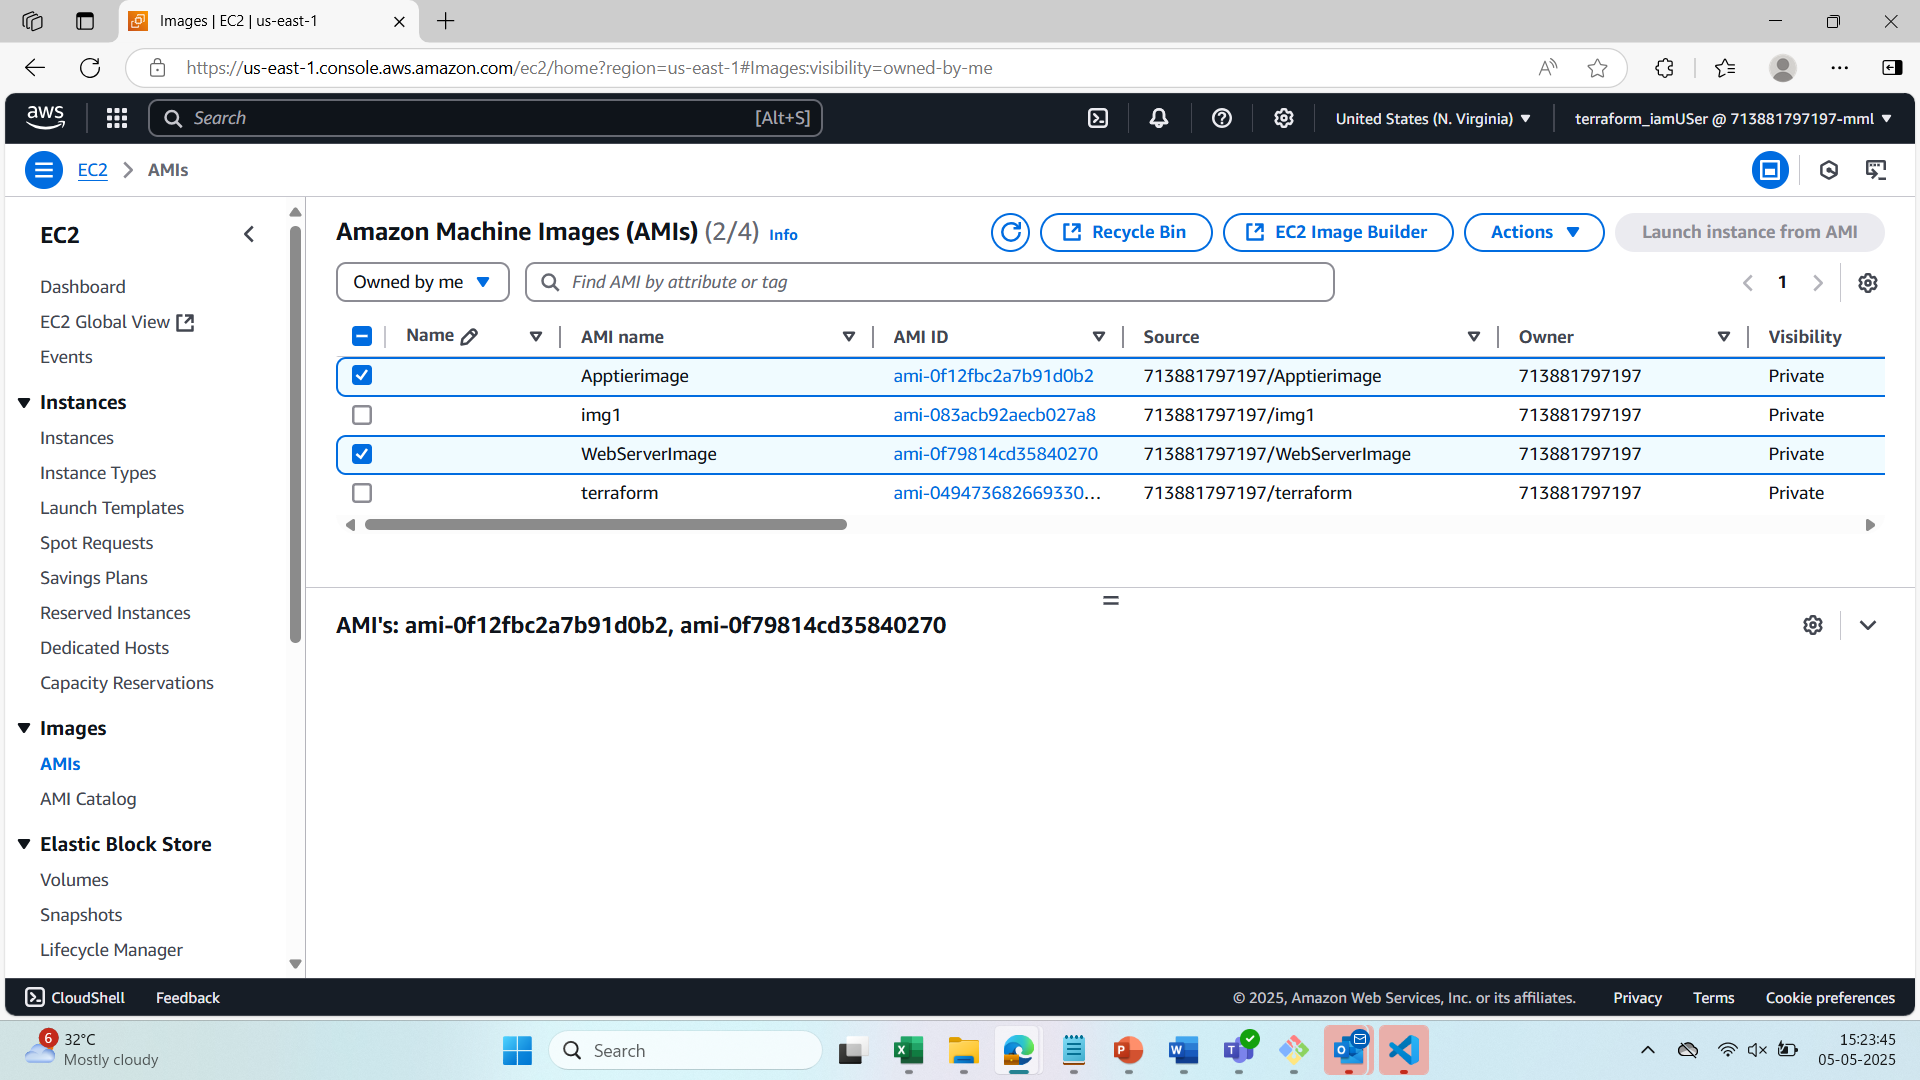 Images | EC2 | us-east-1
https://us-east-1.console.aws.amazon.com/ec2/home?region=us-east-1#Images:visibility=owned-by-me
aws
Search [Alt+S]
United States (N. Virginia)
terraform_iamUSer @ 713881797197-mml
EC2 > AMIs
EC2
Dashboard
EC2 Global View
Events
Instances
Instances
Instance Types
Launch Templates
Spot Requests
Savings Plans
Reserved Instances
Dedicated Hosts
Capacity Reservations
Images
AMIs
AMI Catalog
Elastic Block Store
Volumes
Snapshots
Lifecycle Manager
Amazon Machine Images (AMIs) (2/4) Info
Recycle Bin
EC2 Image Builder
Actions
Launch instance from AMI
Owned by me
Find AMI by attribute or tag
1
Name AMI name AMI ID Source Owner Visibility
Apptierimage ami-0f12fbc2a7b91d0b2 713881797197/Apptierimage 713881797197 Private
img1 ami-083acb92aecb027a8 713881797197/img1 713881797197 Private
WebServerImage ami-0f79814cd35840270 713881797197/WebServerImage 713881797197 Private
terraform ami-049473682669330... 713881797197/terraform 713881797197 Private
AMI's: ami-0f12fbc2a7b91d0b2, ami-0f79814cd35840270
CloudShell Feedback
© 2025, Amazon Web Services, Inc. or its affiliates. Privacy Terms Cookie preferences
6
32°C
Mostly cloudy
Search
15:23:45
05-05-2025